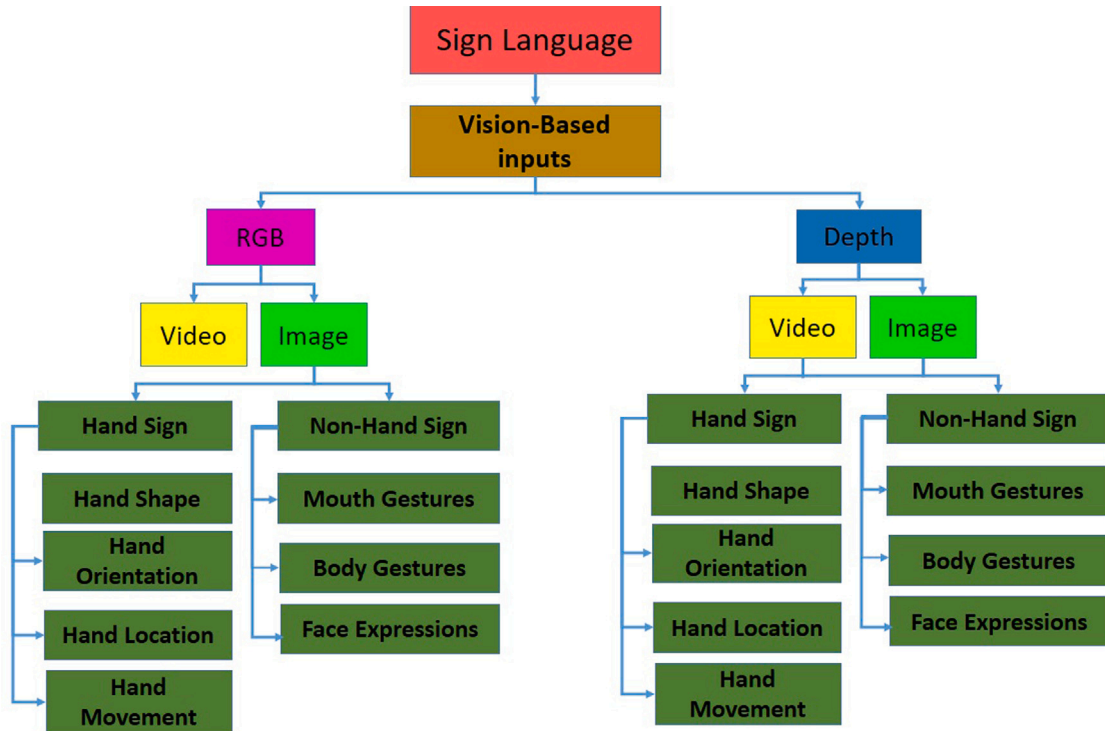 Sign Language
Vision-Based
inputs
RGB
Depth
Video
Image
Video
Image
Hand Sign
Non-Hand Sign
Hand Sign
Non-Hand Sign
Hand Shape
Mouth Gestures
Hand Shape
Mouth Gestures
Hand
Orientation
Body Gestures
Hand
Orientation
Body Gestures
Hand Location
Face Expressions
Hand Location
Face Expressions
Hand
Movement
Hand
Movement